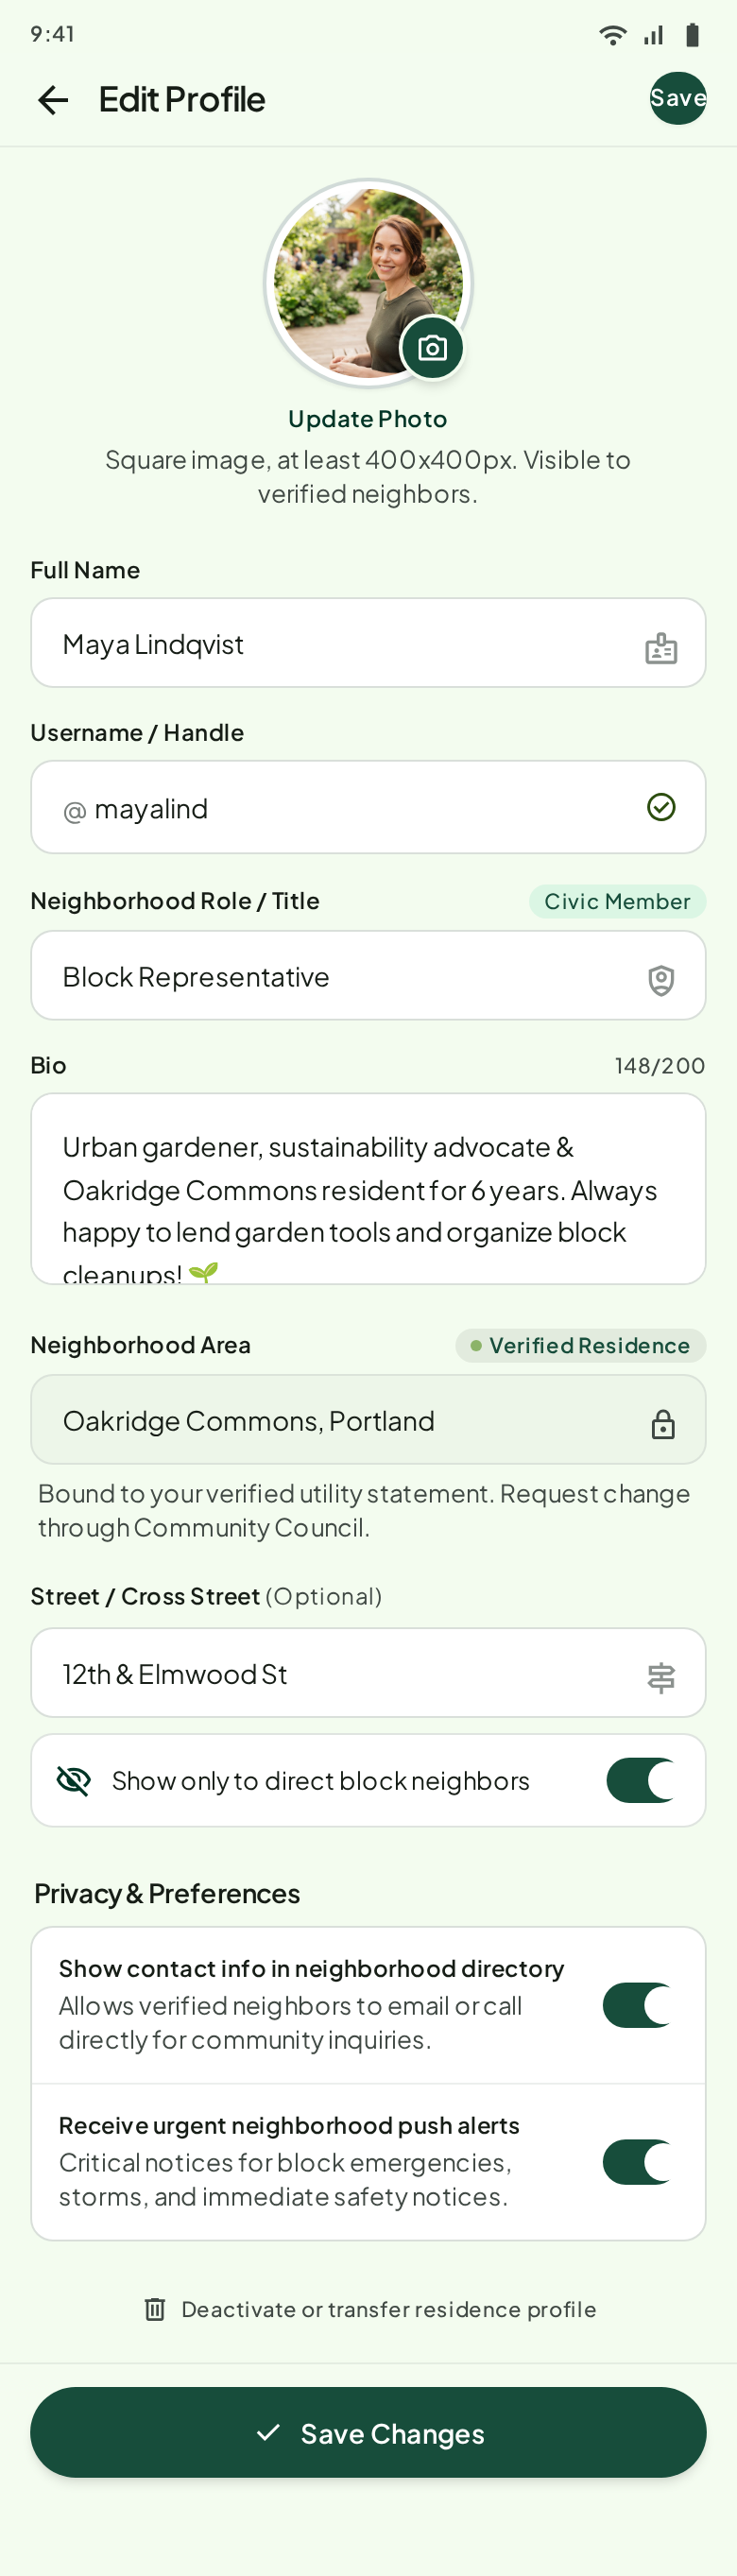 9:41
Edit Profile
Save
Update Photo
Square image, at least 400x400px. Visible to
verified neighbors.
Full Name
Maya Lindqvist
Username / Handle
@ mayalind
Neighborhood Role / Title
Civic Member
Block Representative
Bio
148/200
Urban gardener, sustainability advocate &
Oakridge Commons resident for 6 years. Always
happy to lend garden tools and organize block
cleanups! 🌱
Neighborhood Area
Verified Residence
Oakridge Commons, Portland
Bound to your verified utility statement. Request change
through Community Council.
Street / Cross Street (Optional)
12th & Elmwood St
Show only to direct block neighbors
Privacy & Preferences
Show contact info in neighborhood directory
Allows verified neighbors to email or call
directly for community inquiries.
Receive urgent neighborhood push alerts
Critical notices for block emergencies,
storms, and immediate safety notices.
Deactivate or transfer residence profile
Save Changes